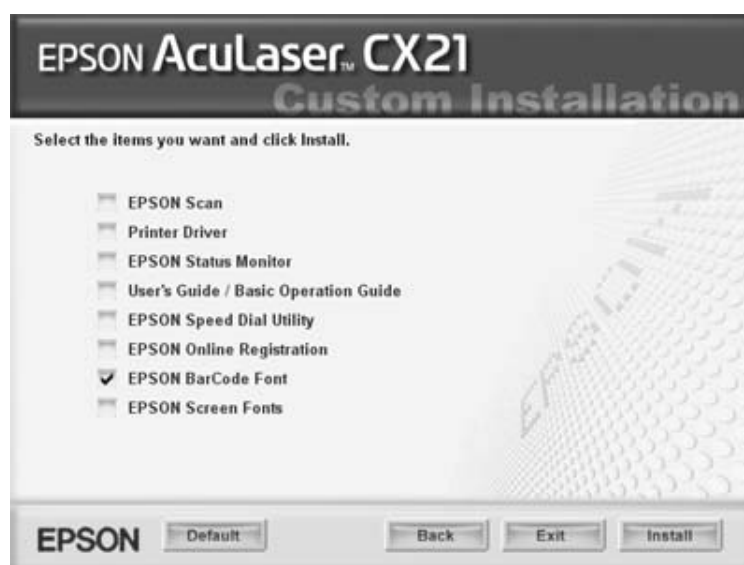 EPSON AcuLaser™ CX21
Custom Installation
Select the items you want and click Install.
EPSON Scan
Printer Driver
EPSON Status Monitor
User's Guide / Basic Operation Guide
EPSON Speed Dial Utility
EPSON Online Registration
EPSON BarCode Font
EPSON Screen Fonts
EPSON
EPSON Default Back Exit Install